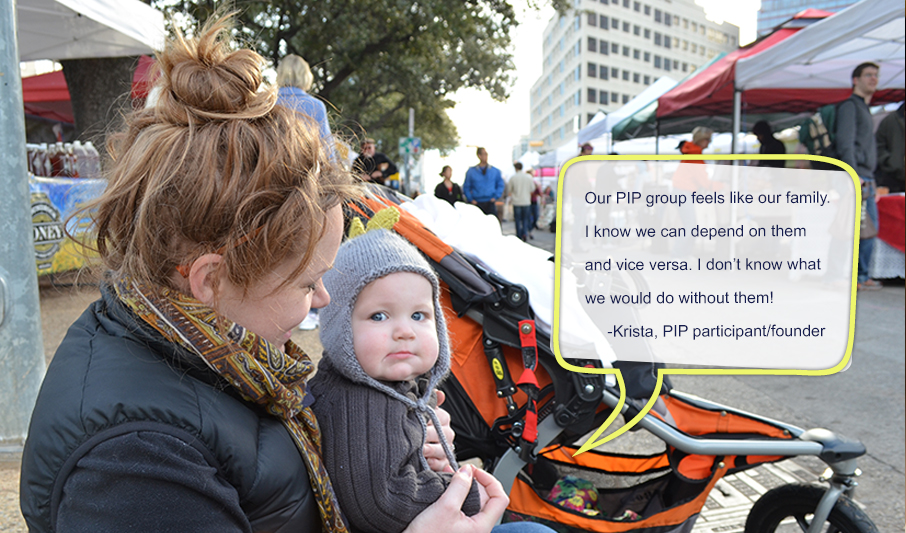 Our PIP group feels like our family.
I know we can depend on them
and vice versa. I don't know what
we would do without them!
-Krista, PIP participant/founder